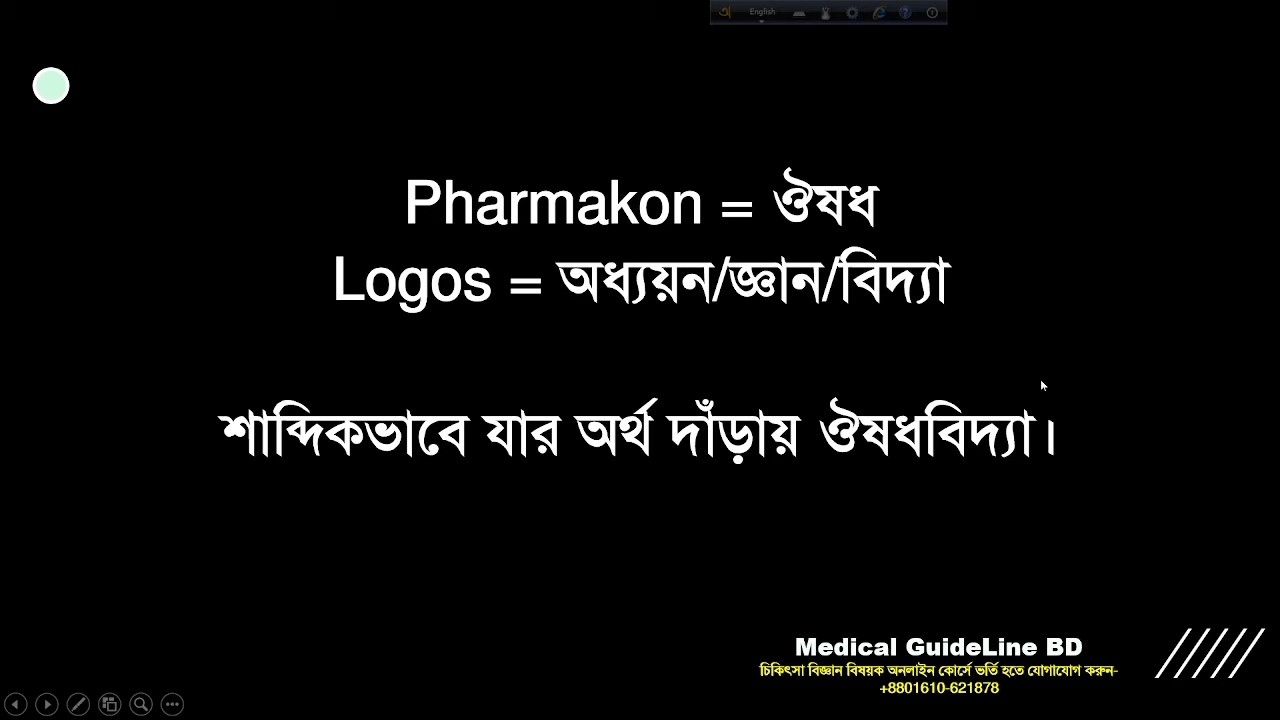 English
Pharmakon = ঔষধ
Logos = অধ্যয়ন/জ্ঞান/বিদ্যা
শাব্দিকভাবে যার অর্থ দাঁড়ায় ঔষধবিদ্যা।
Medical GuideLine BD
চিকিৎসা বিজ্ঞান বিষয়ক অনলাইন কোর্সে ভর্তি হতে যোগাযোগ করুন-
+8801610-621878